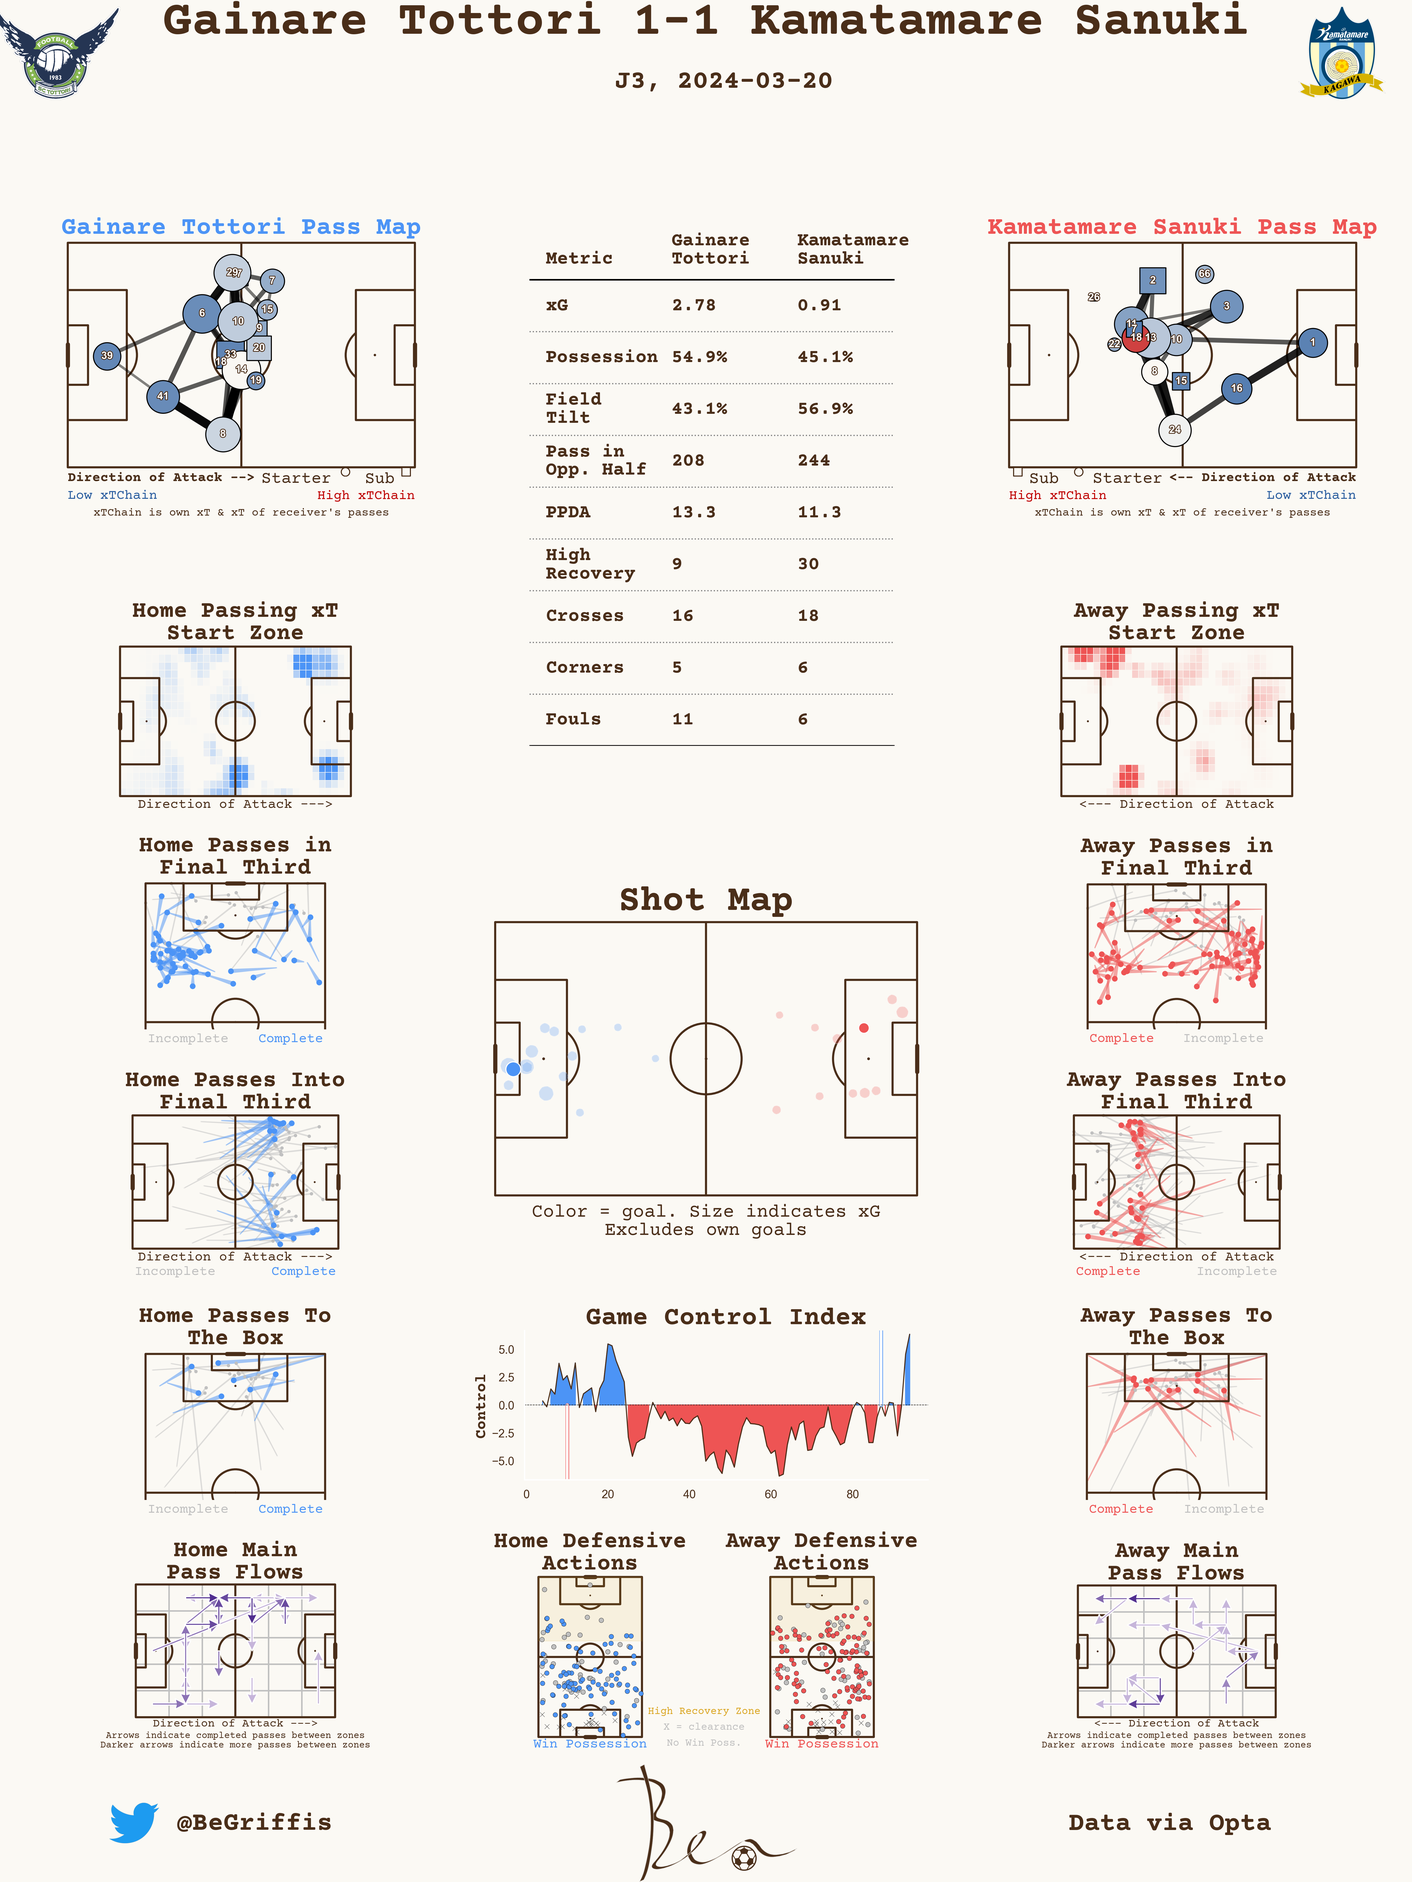 Gainare Tottori 1-1 Kamatamare Sanuki
J3, 2024-03-20
FOOTBALL
1983
SC TOTTORI
Kamatamare
SANUKI
KAGAWA
Gainare Tottori Pass Map
29 7 7
6 15
10 9
39 33 20
18 14 19
41
8
Direction of Attack --> Starter Sub
Low xTChain High xTChain
xTChain is own xT & xT of receiver's passes
Metric Gainare Tottori Kamatamare Sanuki
xG 2.78 0.91
Possession 54.9% 45.1%
Field Tilt 43.1% 56.9%
Pass in Opp. Half 208 244
PPDA 13.3 11.3
High Recovery 9 30
Crosses 16 18
Corners 5 6
Fouls 11 6
Kamatamare Sanuki Pass Map
2 66
26 3
11 7
22 18 13 10 1
8 15 16
24
Sub Starter <-- Direction of Attack
High xTChain Low xTChain
xTChain is own xT & xT of receiver's passes
Home Passing xT
Start Zone
Direction of Attack --->
Away Passing xT
Start Zone
<--- Direction of Attack
Home Passes in
Final Third
Incomplete Complete
Away Passes in
Final Third
Complete Incomplete
Shot Map
Color = goal. Size indicates xG
Excludes own goals
Home Passes Into
Final Third
Direction of Attack --->
Incomplete Complete
Away Passes Into
Final Third
<--- Direction of Attack
Complete Incomplete
Home Passes To
The Box
Incomplete Complete
Game Control Index
Control
5.0
2.5
0.0
−2.5
−5.0
0 20 40 60 80
Away Passes To
The Box
Complete Incomplete
Home Main
Pass Flows
Direction of Attack --->
Arrows indicate completed passes between zones
Darker arrows indicate more passes between zones
Home Defensive
Actions
Win Possession
High Recovery Zone
X = clearance
No Win Poss.
Away Defensive
Actions
Win Possession
Away Main
Pass Flows
<--- Direction of Attack
Arrows indicate completed passes between zones
Darker arrows indicate more passes between zones
@BeGriffis
Ben
Data via Opta